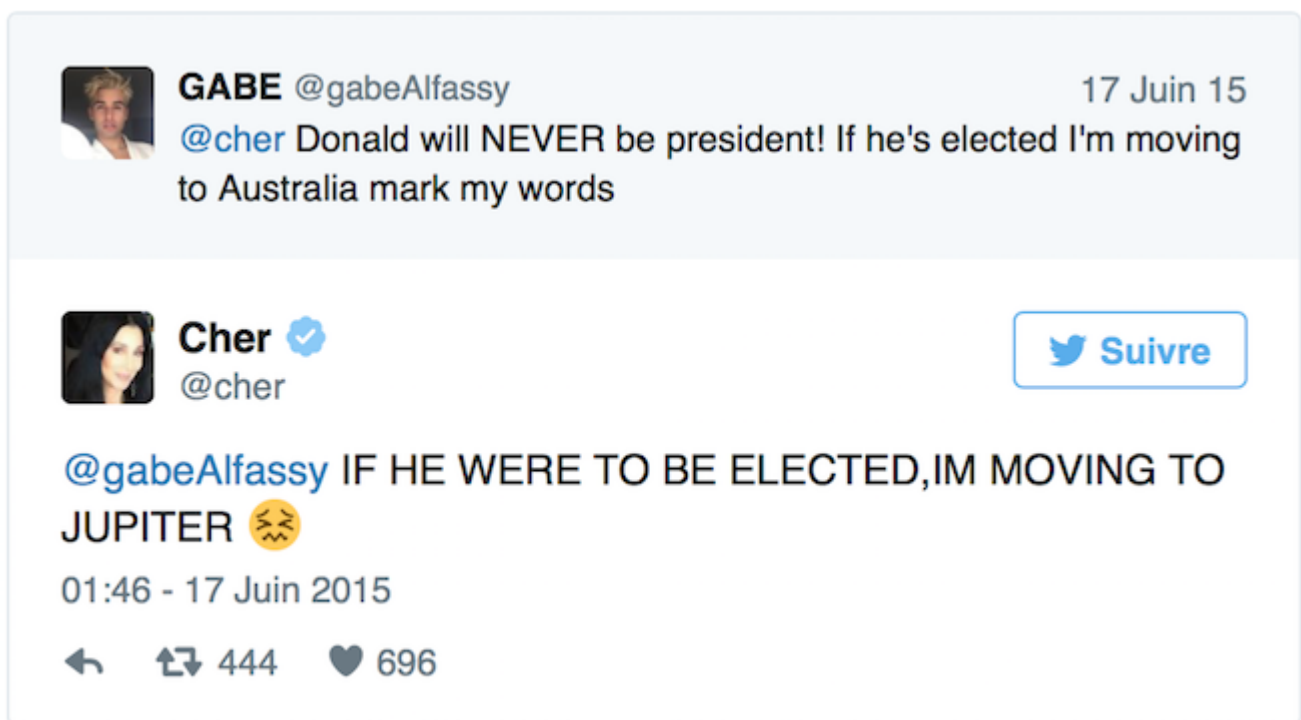 GABE @gabeAlfassy 17 Juin 15
@cher Donald will NEVER be president! If he's elected I'm moving
to Australia mark my words
Cher
Suivre
@cher
@gabeAlfassy IF HE WERE TO BE ELECTED,IM MOVING TO
JUPITER 😖
01:46 - 17 Juin 2015
444 696